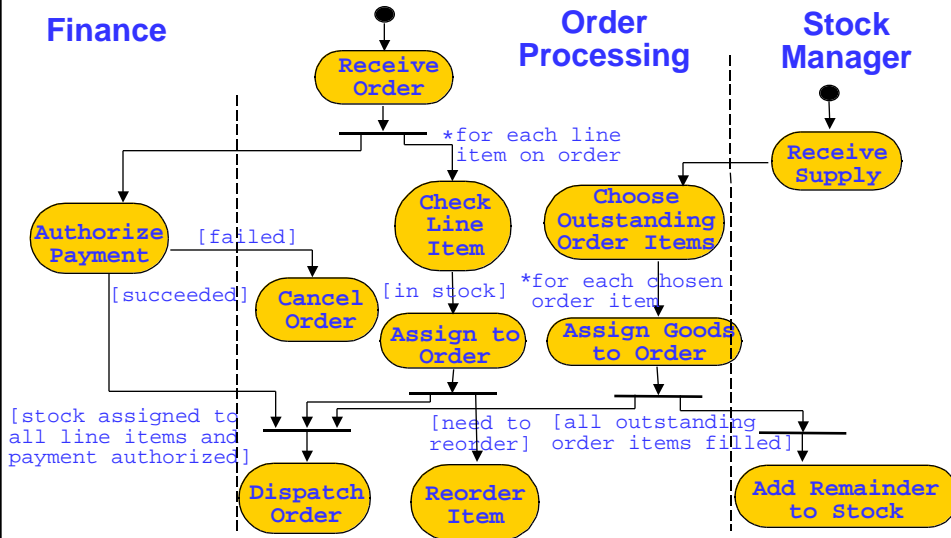 Finance
Order
Processing
Stock
Manager
Receive
Order
*for each line
item on order
Receive
Supply
Authorize
Payment
Check
Line
Item
Choose
Outstanding
Order Items
[failed]
[succeeded]
Cancel
Order
[in stock]
*for each chosen
order item
Assign to
Order
Assign Goods
to Order
[stock assigned to
all line items and
payment authorized]
[need to
reorder]
[all outstanding
order items filled]
Dispatch
Order
Reorder
Item
Add Remainder
to Stock